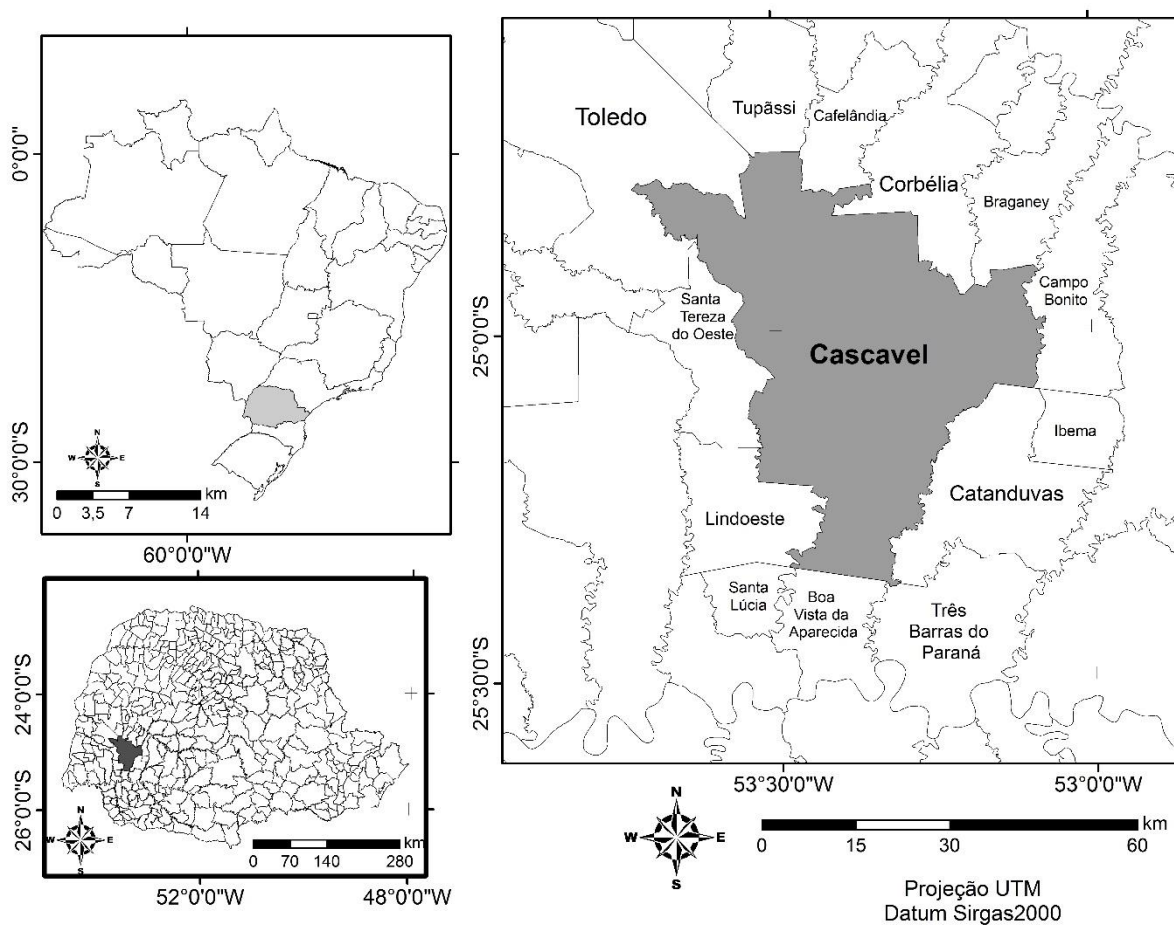 0°0'0"
30°0'0"S
N
W
E
S
km
0 3,5 7 14
60°0'0"W
24°0'0"S
26°0'0"S
N
W
E
S
km
0 70 140 280
52°0'0"W
48°0'0"W
Toledo
Tupãssi
Cafelândia
Corbélia
Braganey
Campo
Bonito
Santa
Tereza
do Oeste
Cascavel
Ibema
Catanduvas
Lindoeste
Santa
Lúcia
Boa
Vista da
Aparecida
Três
Barras do
Paraná
25°0'0"S
25°30'0"S
53°30'0"W
53°0'0"W
N
W
E
S
km
0 15 30 60
Projeção UTM
Datum Sirgas2000